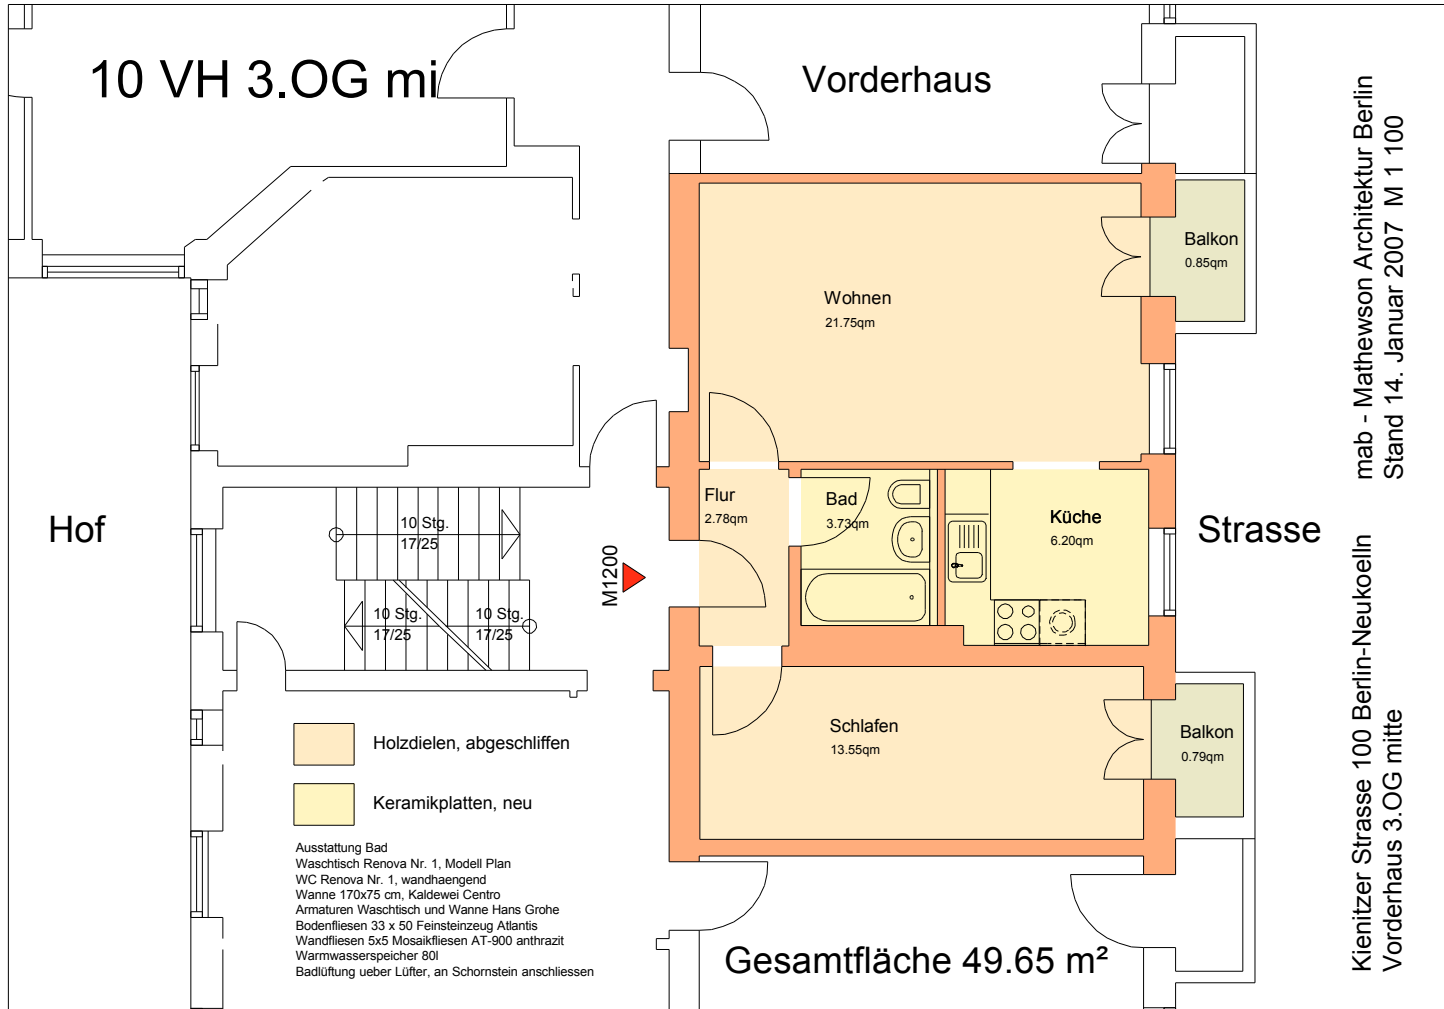 10 VH 3.OG mi
Vorderhaus
Balkon
0.85qm
Wohnen
21.75qm
Flur
2.78qm
Bad
3.73qm
Küche
6.20qm
Hof
Strasse
10 Stg.
17/25
10 Stg.
17/25
10 Stg.
17/25
M1200
Schlafen
13.55qm
Balkon
0.79qm
Holzdielen, abgeschliffen
Keramikplatten, neu
Ausstattung Bad
Waschtisch Renova Nr. 1, Modell Plan
WC Renova Nr. 1, wandhaengend
Wanne 170x75 cm, Kaldewei Centro
Armaturen Waschtisch und Wanne Hans Grohe
Bodenfliesen 33 x 50 Feinsteinzeug Atlantis
Wandfliesen 5x5 Mosaikfliesen AT-900 anthrazit
Warmwasserspeicher 80l
Badlüftung ueber Lüfter, an Schornstein anschliessen
Gesamtfläche 49.65 m²
mab - Mathewson Architektur Berlin
Stand 14. Januar 2007 M 1 100
Kienitzer Strasse 100 Berlin-Neukoelln
Vorderhaus 3.OG mitte